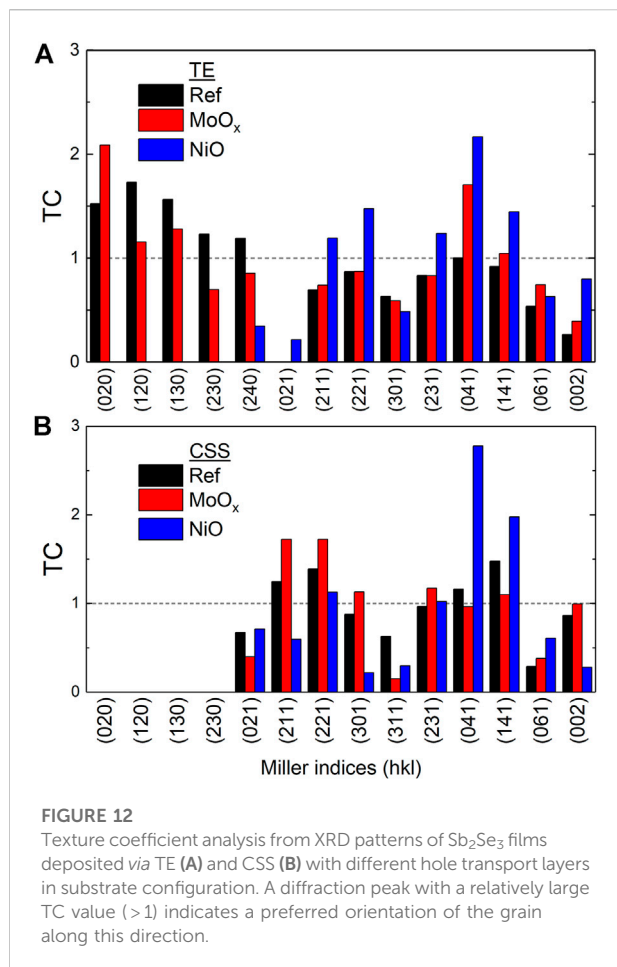 A
TE
Ref
MoOₓ
NiO
TC
3
2
1
0
(020) (120) (130) (230) (240) (021) (211) (221) (301) (231) (041) (141) (061) (002)
B
CSS
Ref
MoOₓ
NiO
TC
3
2
1
0
(020) (120) (130) (230) (021) (211) (221) (301) (311) (231) (041) (141) (061) (002)
Miller indices (hkl)
FIGURE 12
Texture coefficient analysis from XRD patterns of Sb₂Se₃ films
deposited via TE (A) and CSS (B) with different hole transport layers
in substrate configuration. A diffraction peak with a relatively large
TC value (>1) indicates a preferred orientation of the grain
along this direction.